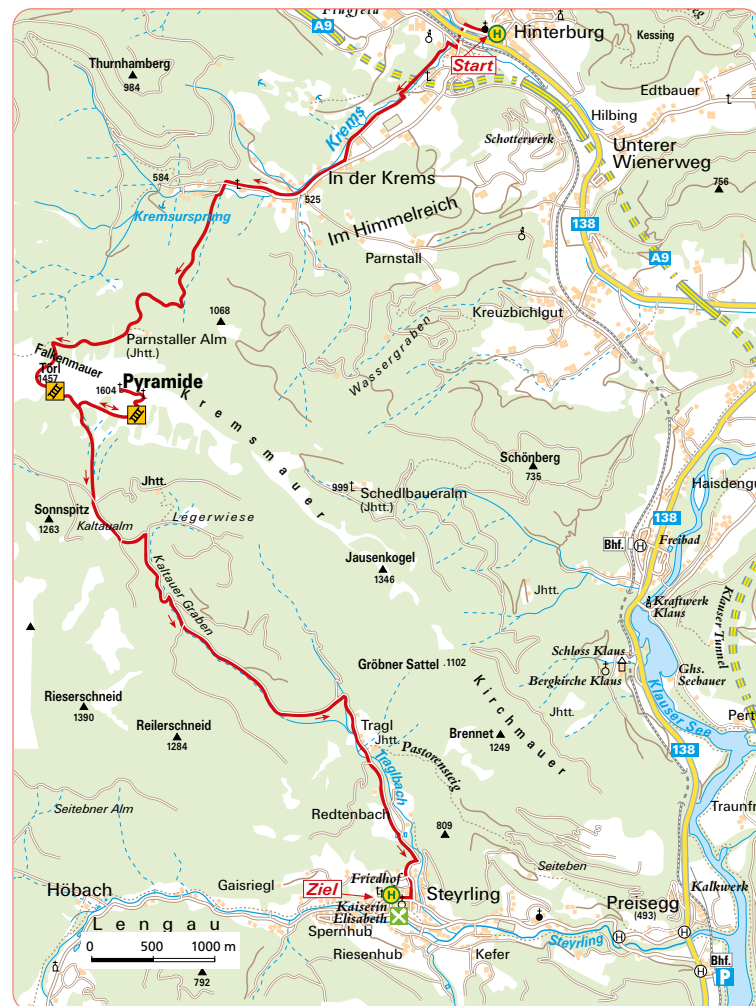 Flugfeld
A9
Hinterburg
H
Start
Kessing
Thurnhamberg
984
Edtbauer
Hilbing
Krems
Schotterwerk
Unterer
Wienerweg
584
In der Krems
756
525
Kremsursprung
Im Himmelreich
138
Parnstall
A9
1068
Kreuzbichlgut
Parnstaller Alm
(Jhtt.)
Wassergraben
Falkenmauer
Törl
1457
1604
Pyramide
Kremsmauer
Schönberg
735
Jhtt.
999
Schedlbaueralm
(Jhtt.)
Haisdengu
Sonnspitz
1263
Legerwiese
Kaltaualm
138
Bhf.
H
Freibad
Jausenkogel
1346
Kaltauer Graben
Jhtt.
Kraftwerk
Klaus
Klauser Tunnel
Gröbner Sattel
1102
Schloss Klaus
Bergkirche Klaus
Ghs.
Seebauer
Klauser See
Kirchmauer
Rieserschneid
1390
Reilerschneid
1284
Tragl
Jhtt.
Brennet
1249
Jhtt.
Pert
138
Pastorensteig
Traglbach
Seitebner Alm
Redtenbach
809
Traunfr
Seiteben
Friedhof
Ziel
H
Gaisriegl
Höbach
Steyrling
Kalkwerk
Kaiserin
Elisabeth
Preisegg
(493)
Lengau
Spernhub
Steyrling
H
H
0 500 1000 m
Riesenhub
Kefer
Bhf.
H
P
792